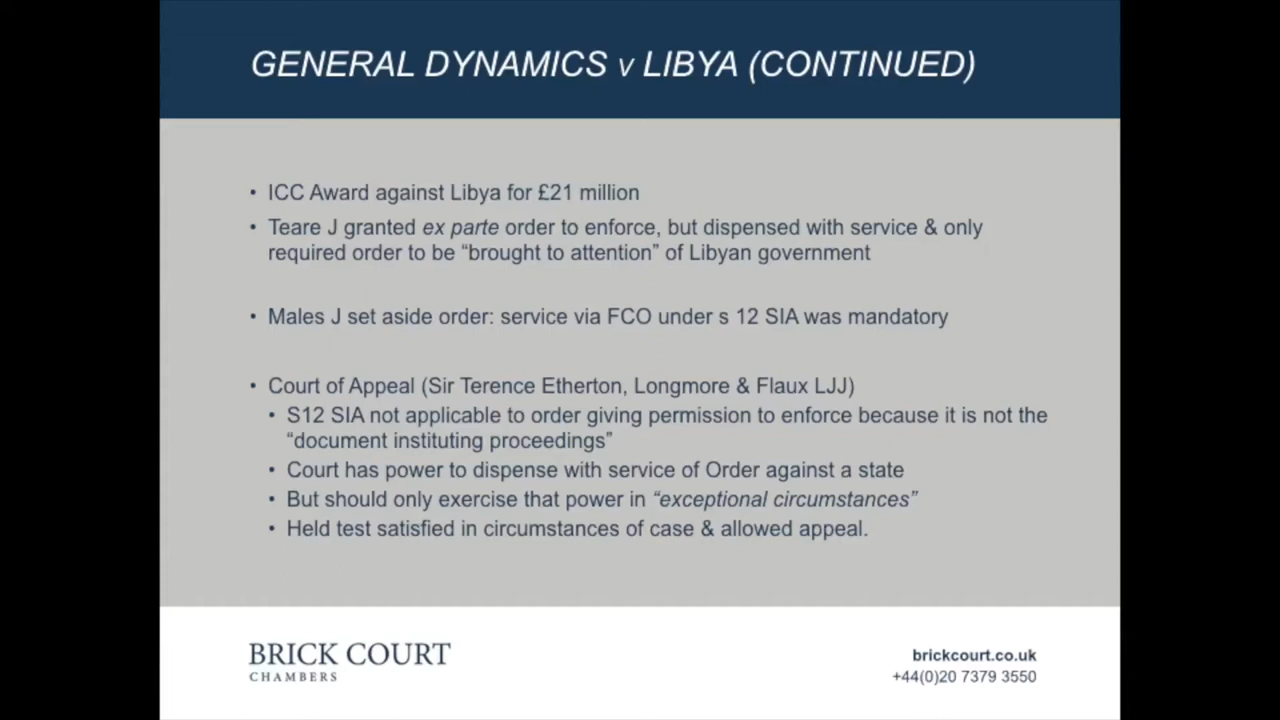 GENERAL DYNAMICS v LIBYA (CONTINUED)
• ICC Award against Libya for £21 million
• Teare J granted ex parte order to enforce, but dispensed with service & only
required order to be “brought to attention” of Libyan government
• Males J set aside order: service via FCO under s 12 SIA was mandatory
• Court of Appeal (Sir Terence Etherton, Longmore & Flaux LJJ)
• S12 SIA not applicable to order giving permission to enforce because it is not the
“document instituting proceedings”
• Court has power to dispense with service of Order against a state
• But should only exercise that power in “exceptional circumstances”
• Held test satisfied in circumstances of case & allowed appeal.
BRICK COURT
CHAMBERS
brickcourt.co.uk
+44(0)20 7379 3550